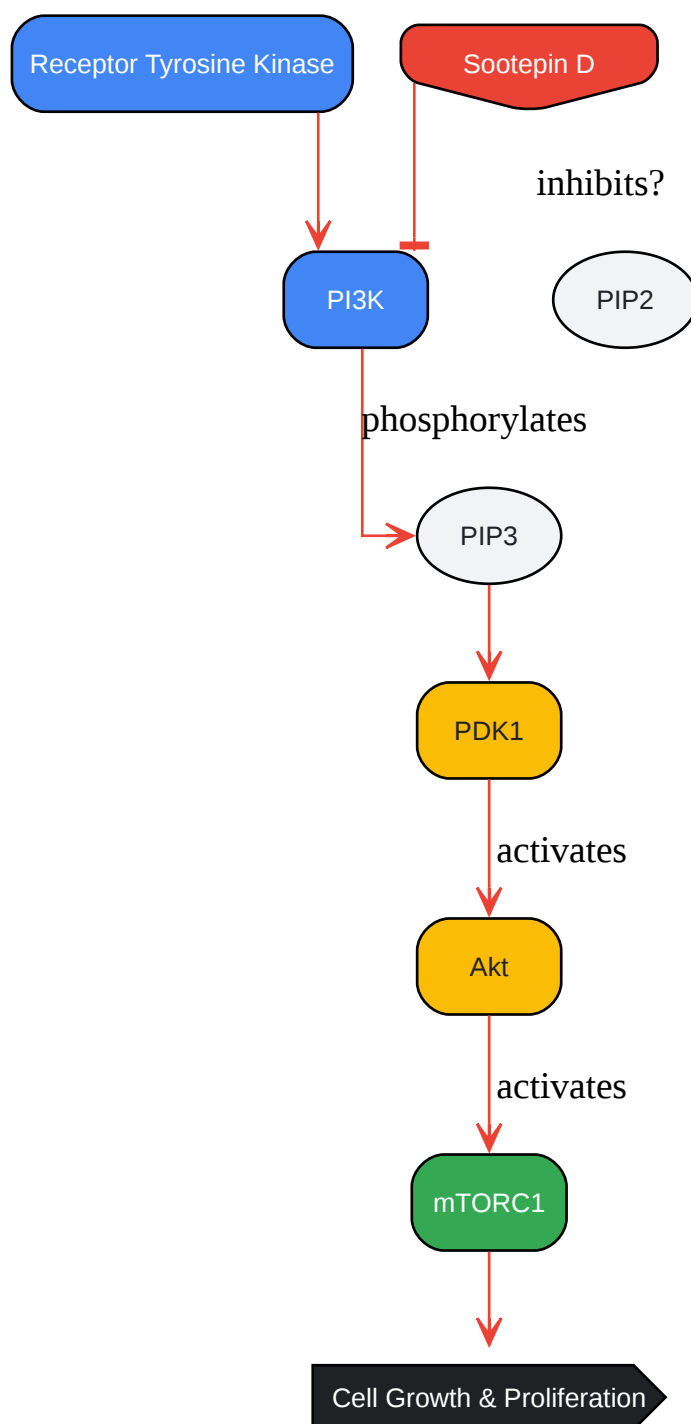 Receptor Tyrosine Kinase
Sootepin D
inhibits?
PI3K
PIP2
phosphorylates
PIP3
PDK1
activates
Akt
activates
mTORC1
Cell Growth & Proliferation